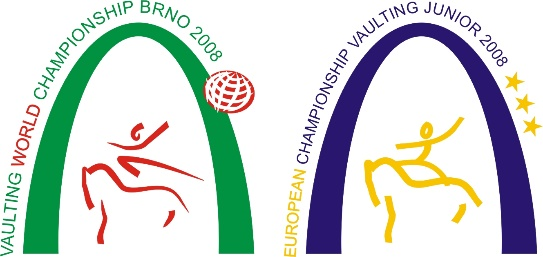 VAULTING WORLD CHAMPIONSHIP BRNO 2008
EUROPEAN CHAMPIONSHIP VAULTING JUNIOR 2008